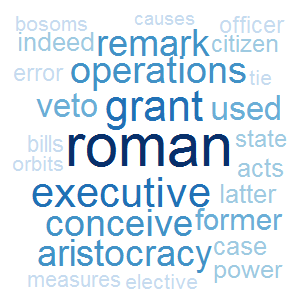 bosoms causes officer
indeed remark citizen
error operations tie
veto grant used
bills roman state
orbits acts
executive latter
conceive former
aristocracy case
measures elective power